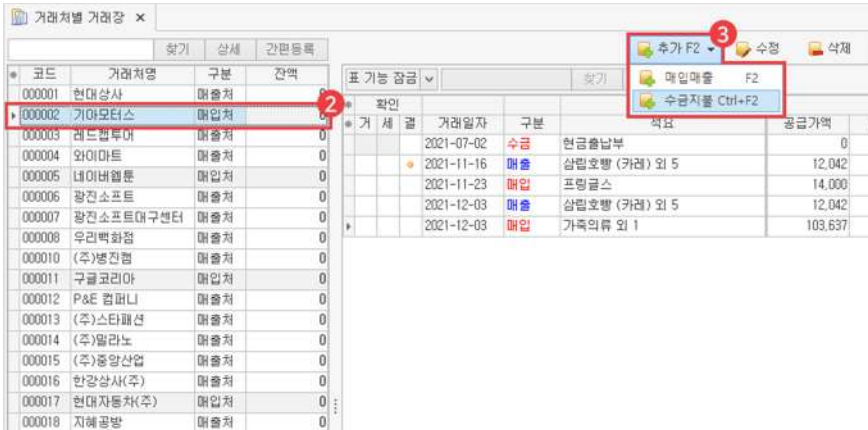 거래처별 거래장 ×
찾기 상세 간편등록
3
추가 F2 수정 삭제
코드 거래처명 구분 잔액
표 기능 잠금 찾기
매입매출 F2
수금지불 Ctrl+F2
000001 현대상사 매출처 0
2
000002 기아모터스 매입처
확인
거 세 결 거래일자 구분 적요 공급가액
000003 레드캡투어 매출처 0
2021-07-02 수금 현금출납부 0
000004 와이마트 매출처 0
2021-11-16 매출 삼립호빵 (카레) 외 5 12,042
000005 네이버웹툰 매입처 0
2021-11-23 매입 프링글스 14,000
000006 광진소프트 매출처 0
2021-12-03 매출 삼립호빵 (카레) 외 5 12,042
000007 광진소프트대구센터 매출처 0
2021-12-03 매입 가죽의류 외 1 103,637
000008 우리백화점 매출처 0
000010 (주)병진켐 매출처 0
000011 구글코리아 매입처 0
000012 P&E 컴퍼니 매출처 0
000013 (주)스타패션 매출처 0
000014 (주)밀라노 매출처 0
000015 (주)중앙산업 매출처 0
000016 한강상사(주) 매출처 0
000017 현대자동차(주) 매입처 0
000018 지혜공방 매출처 0